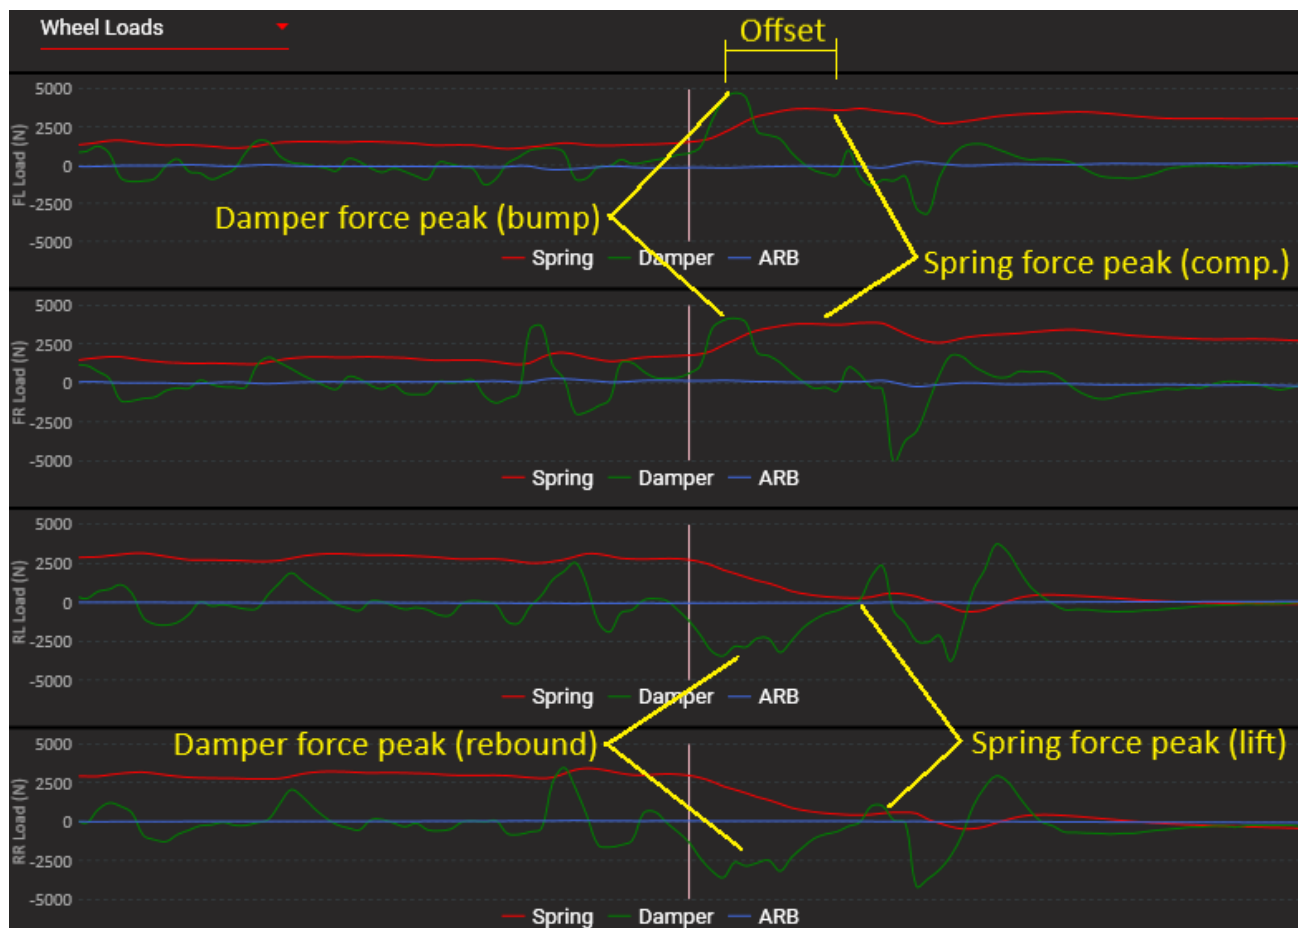 Wheel Loads
Offset
5000
2500
0
-2500
-5000
FL Load (N)
Damper force peak (bump)
Spring force peak (comp.)
Spring Damper ARB
5000
2500
0
-2500
-5000
FR Load (N)
Spring Damper ARB
5000
2500
0
-2500
-5000
RL Load (N)
Spring Damper ARB
Damper force peak (rebound)
Spring force peak (lift)
5000
2500
0
-2500
-5000
RR Load (N)
Spring Damper ARB